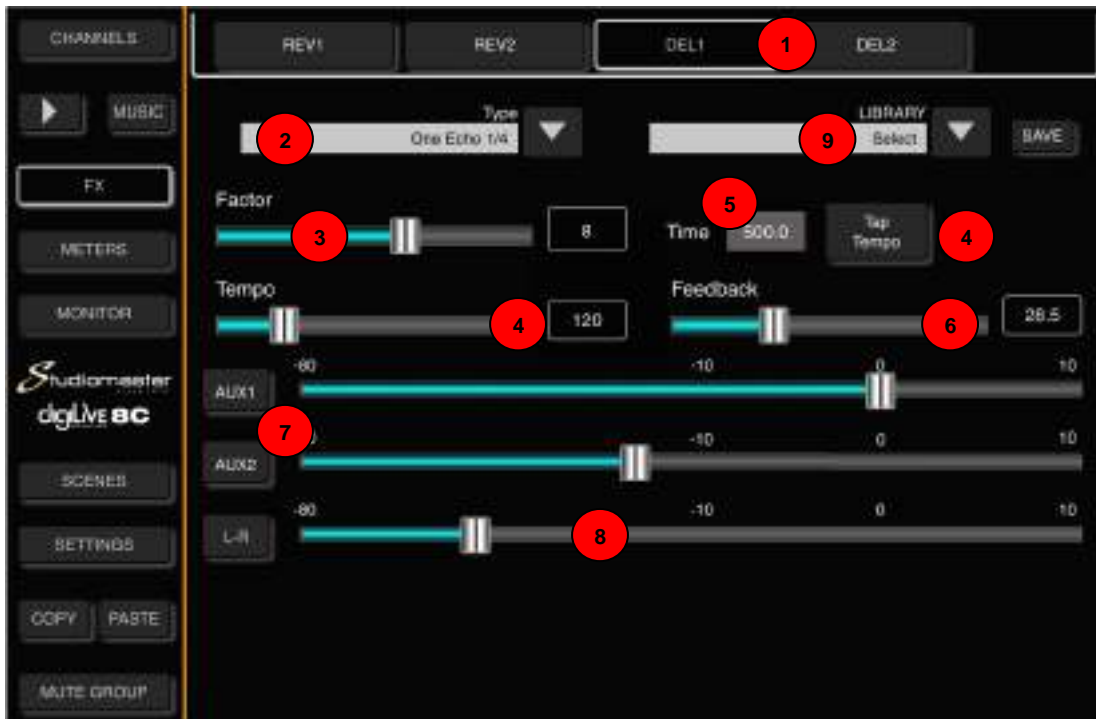 CHANNELS
MUSIC
FX
METERS
MONITOR
Studiomaster
digiLIVE 8C
SCENES
SETTINGS
COPY PASTE
MUTE GROUP
REV1 REV2 DEL1 1 DEL2
Type
2 One Echo 1/4
LIBRARY
9 Select
SAVE
Factor
3 8
5
Time 500.0
Tap
Tempo
4
Tempo
4 120
Feedback
6 28.5
-80 -10 0 10
AUX1
7 -10 0 10
AUX2
-80 -10 0 10
L-R 8